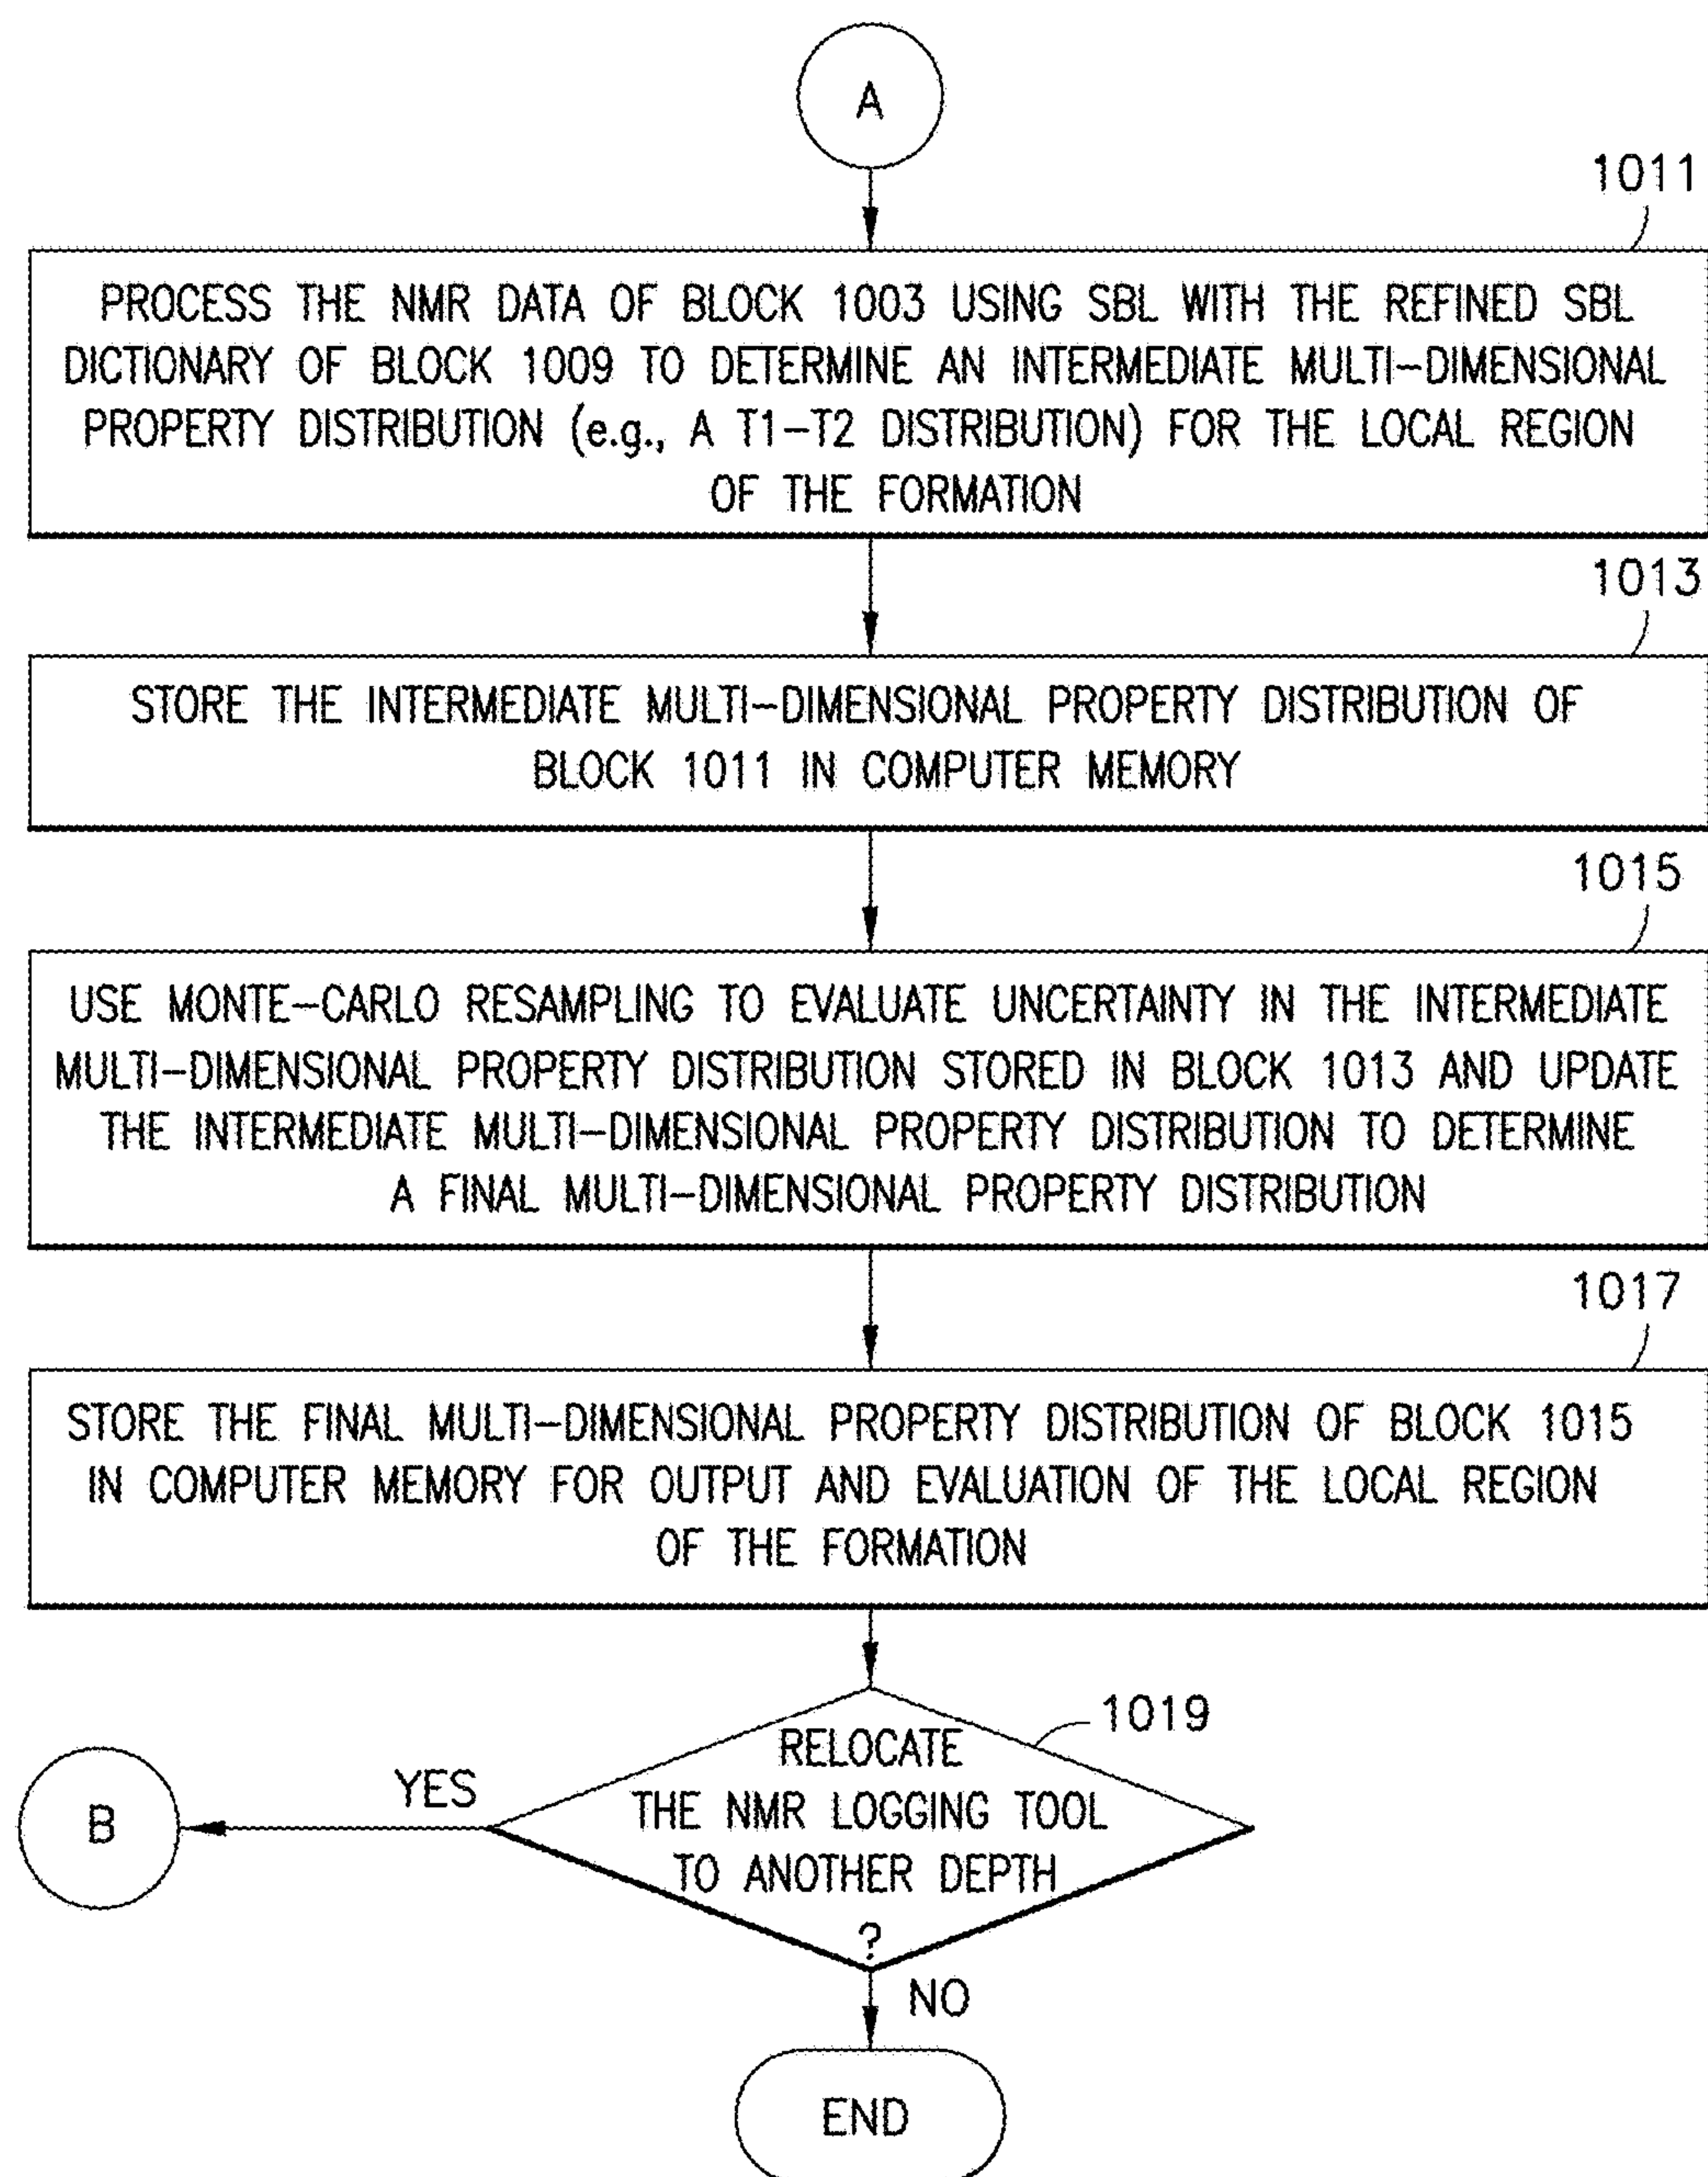 A
1011
PROCESS THE NMR DATA OF BLOCK 1003 USING SBL WITH THE REFINED SBL
DICTIONARY OF BLOCK 1009 TO DETERMINE AN INTERMEDIATE MULTI-DIMENSIONAL
PROPERTY DISTRIBUTION (e.g., A T1-T2 DISTRIBUTION) FOR THE LOCAL REGION
OF THE FORMATION
1013
STORE THE INTERMEDIATE MULTI-DIMENSIONAL PROPERTY DISTRIBUTION OF
BLOCK 1011 IN COMPUTER MEMORY
1015
USE MONTE-CARLO RESAMPLING TO EVALUATE UNCERTAINTY IN THE INTERMEDIATE
MULTI-DIMENSIONAL PROPERTY DISTRIBUTION STORED IN BLOCK 1013 AND UPDATE
THE INTERMEDIATE MULTI-DIMENSIONAL PROPERTY DISTRIBUTION TO DETERMINE
A FINAL MULTI-DIMENSIONAL PROPERTY DISTRIBUTION
1017
STORE THE FINAL MULTI-DIMENSIONAL PROPERTY DISTRIBUTION OF BLOCK 1015
IN COMPUTER MEMORY FOR OUTPUT AND EVALUATION OF THE LOCAL REGION
OF THE FORMATION
1019
RELOCATE
THE NMR LOGGING TOOL
TO ANOTHER DEPTH
?
YES
B
NO
END